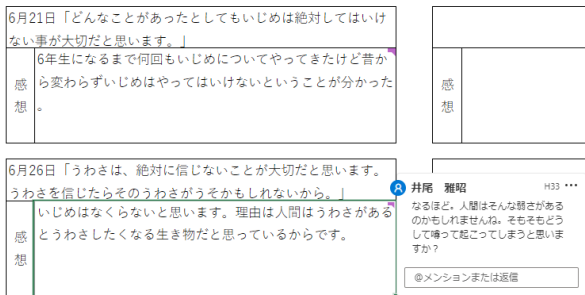 6月21日「どんなことがあったとしてもいじめは絶対してはいけ
ない事が大切だと思います。」
感想
6年生になるまで何回もいじめについてやってきたけど昔か
ら変わらずいじめはやってはいけないということが分かった
。
感想
6月26日「うわさは、絶対に信じないことが大切だと思います。
うわさを信じたらそのうわさがうそかもしれないから。」
感想
いじめはなくらないと思います。理由は人間はうわさがある
とうわさしたくなる生き物だと思っているからです。
井尾 雅昭
H33
なるほど。人間はそんな弱さがある
のかもしれませんね。そもそもどう
して噂って起こってしまうと思いま
すか？
@メンションまたは返信